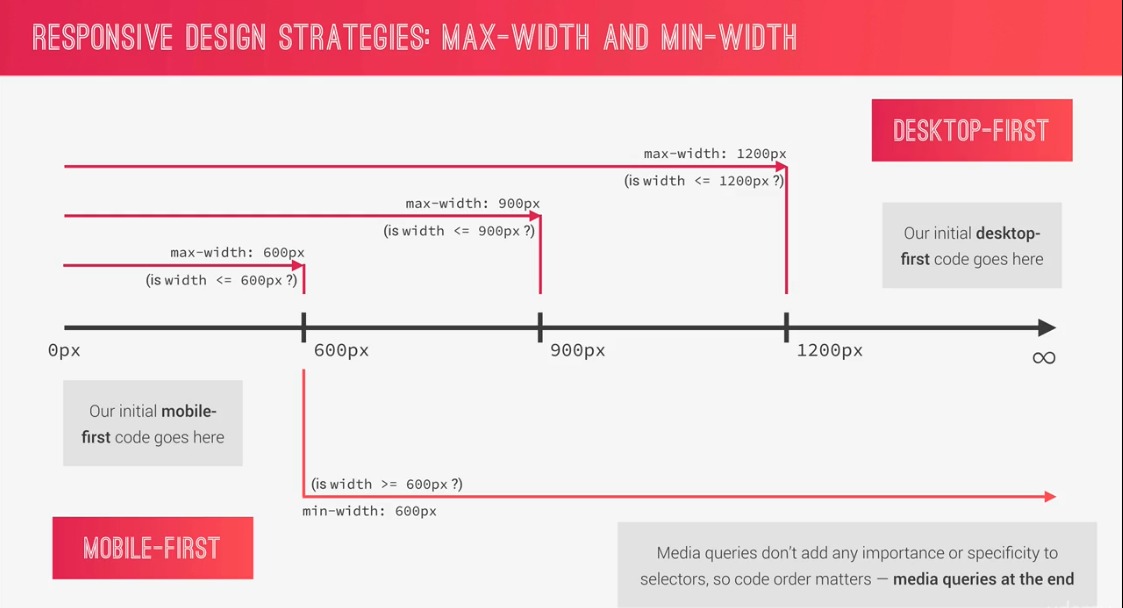 RESPONSIVE DESIGN STRATEGIES: MAX-WIDTH AND MIN-WIDTH
DESKTOP-FIRST
max-width: 1200px
(is width <= 1200px ?)
max-width: 900px
(is width <= 900px ?)
max-width: 600px
(is width <= 600px ?)
Our initial desktop-
first code goes here
0px
600px
900px
1200px
∞
Our initial mobile-
first code goes here
(is width >= 600px ?)
min-width: 600px
MOBILE-FIRST
Media queries don't add any importance or specificity to
selectors, so code order matters — media queries at the end